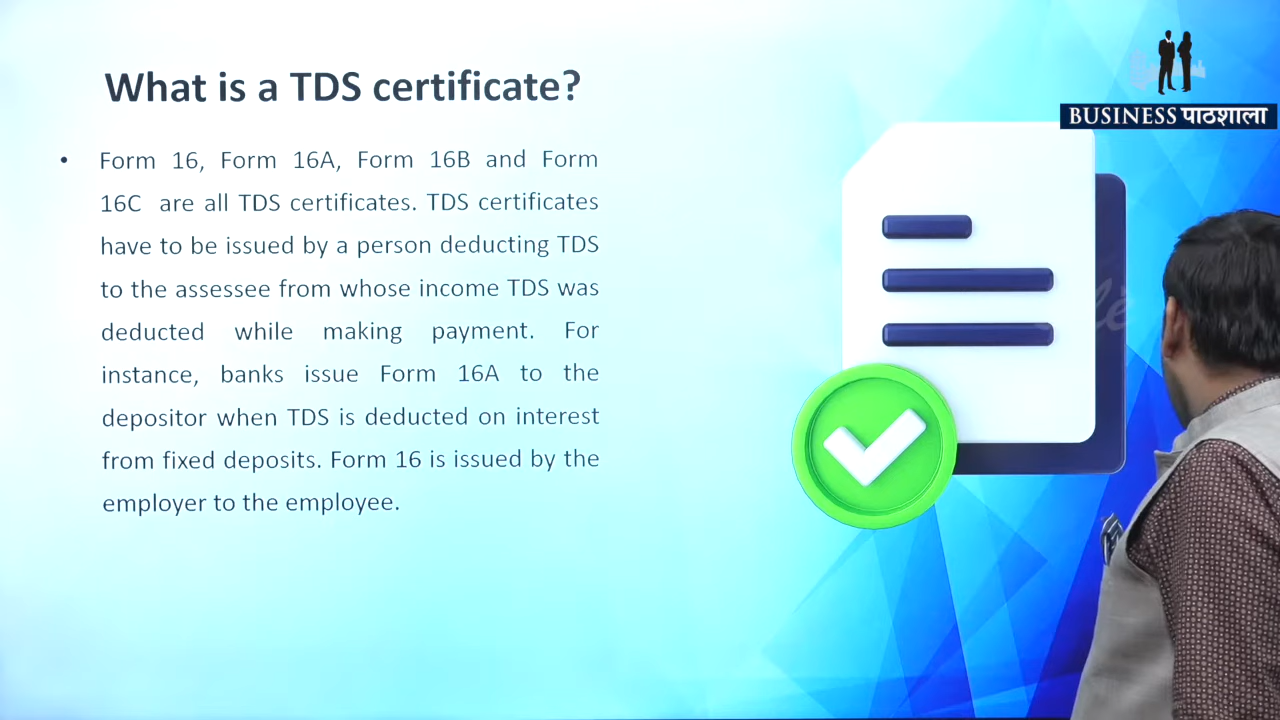 What is a TDS certificate?
BUSINESS पाठशाला
• Form 16, Form 16A, Form 16B and Form
16C are all TDS certificates. TDS certificates
have to be issued by a person deducting TDS
to the assessee from whose income TDS was
deducted while making payment. For
instance, banks issue Form 16A to the
depositor when TDS is deducted on interest
from fixed deposits. Form 16 is issued by the
employer to the employee.